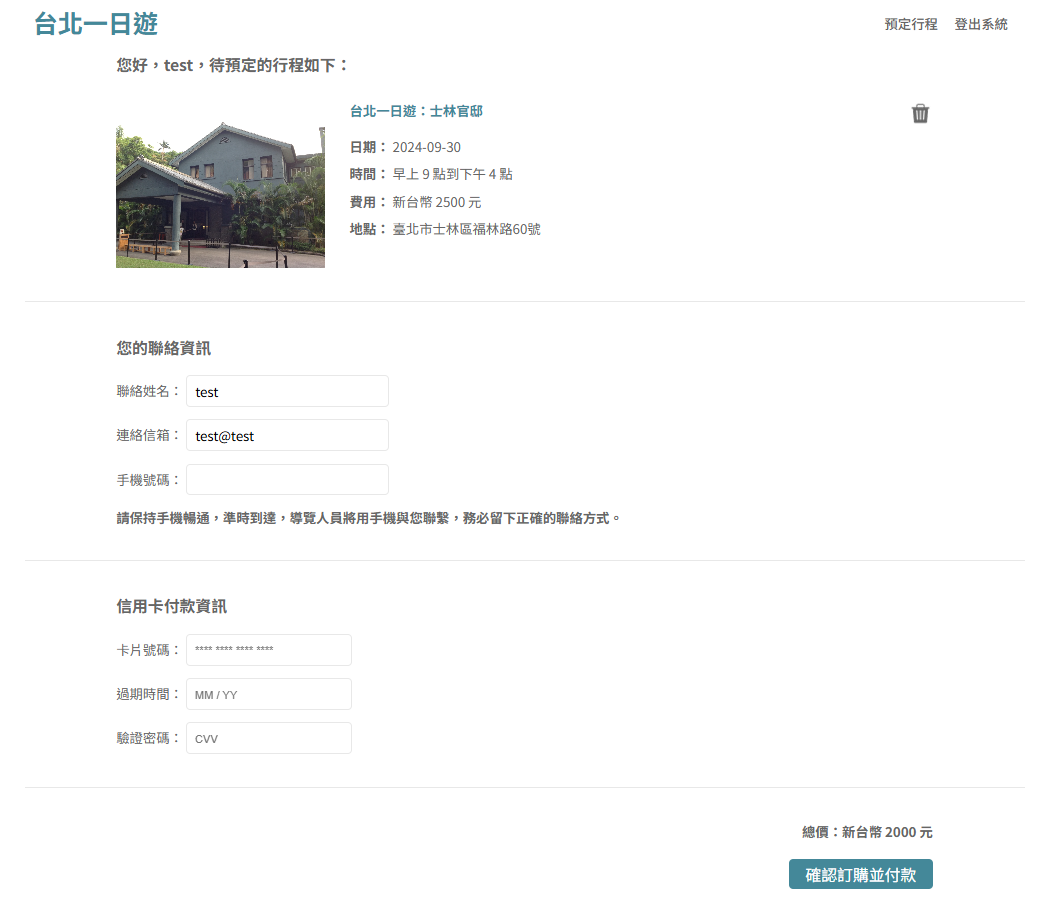 台北一日遊
預定行程 登出系統
您好，test，待預定的行程如下：
台北一日遊：士林官邸
日期： 2024-09-30
時間： 早上 9 點到下午 4 點
費用： 新台幣 2500 元
地點： 臺北市士林區福林路60號
您的聯絡資訊
聯絡姓名： test
連絡信箱： test@test
手機號碼：
請保持手機暢通，準時到達，導覽人員將用手機與您聯繫，務必留下正確的聯絡方式。
信用卡付款資訊
卡片號碼： **** **** **** ****
過期時間： MM / YY
驗證密碼： CVV
總價：新台幣 2000 元
確認訂購並付款